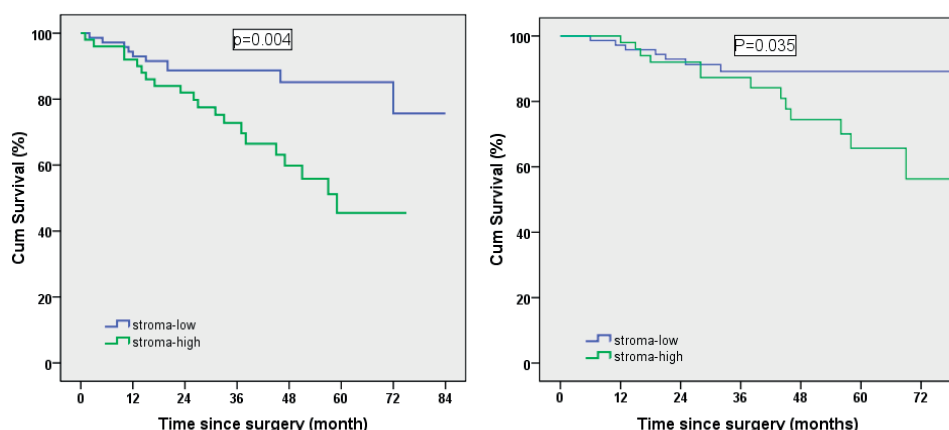 p=0.004
100
80
60
40
20
0
Cum Survival (%)
stroma-low
stroma-high
0 12 24 36 48 60 72 84
Time since surgery (month)
P=0.035
100
80
60
40
20
0
Cum Survival (%)
stroma-low
stroma-high
0 12 24 36 48 60 72
Time since surgery (months)